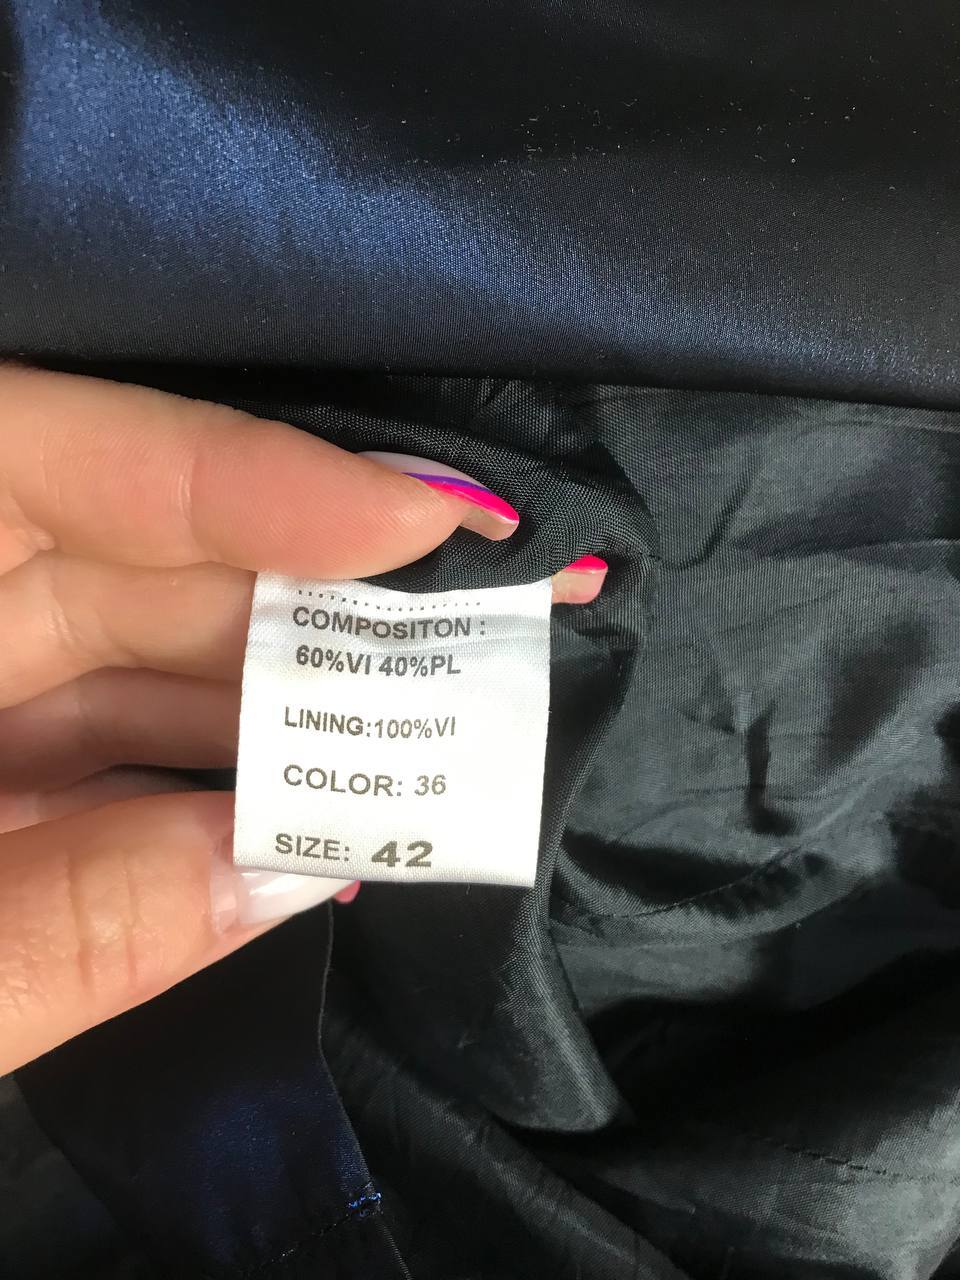 COMPOSITON :
60%VI 40%PL
LINING:100%VI
COLOR: 36
SIZE: 42